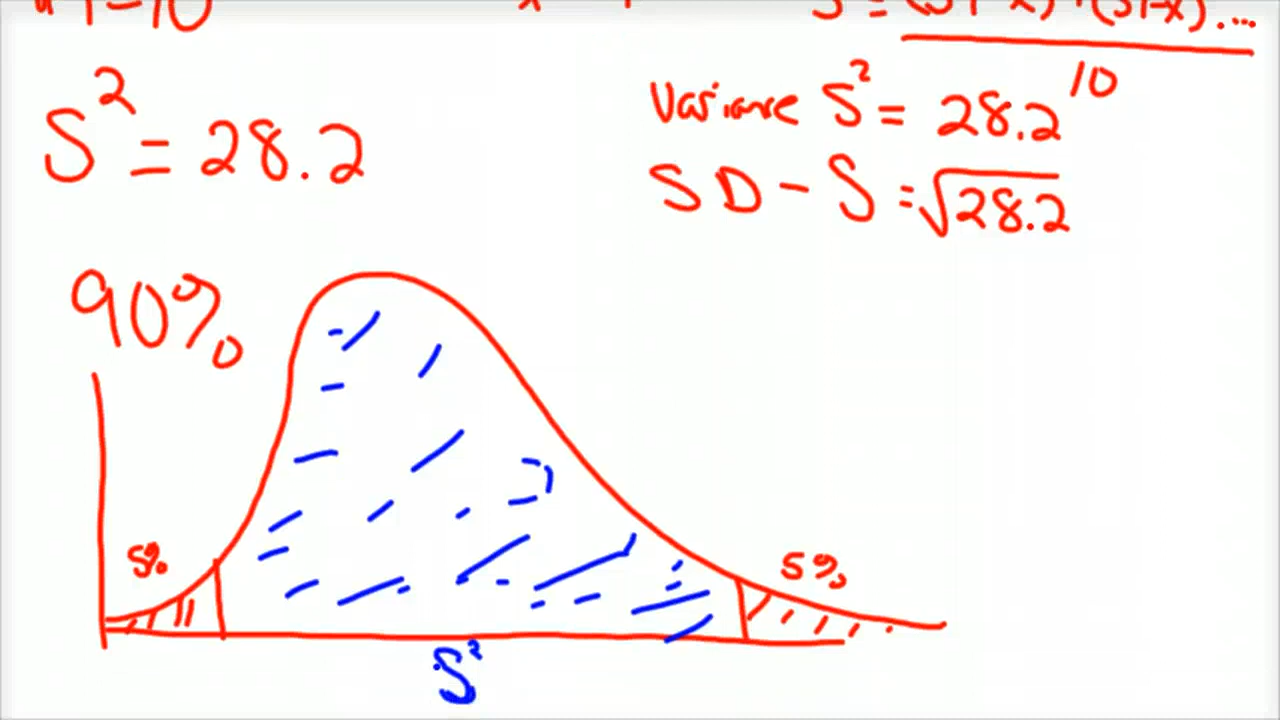 S² = 28.2
10
Variance S² = 28.2
SD - S = √28.2
90%
5%
5%
S²